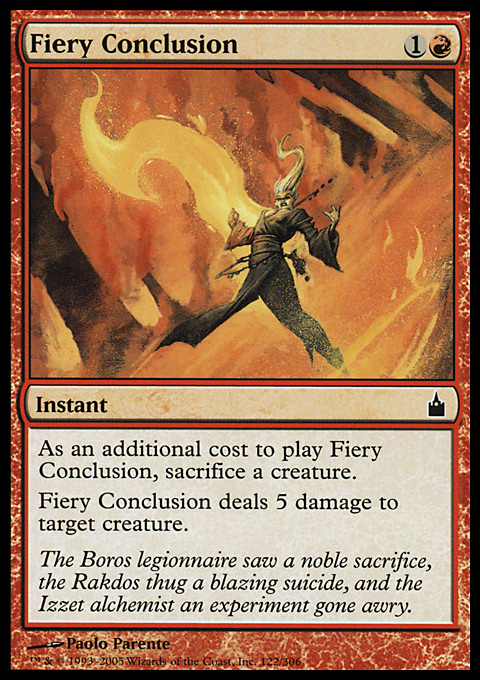 Fiery Conclusion 1
Instant
As an additional cost to play Fiery
Conclusion, sacrifice a creature.
Fiery Conclusion deals 5 damage to
target creature.
The Boros legionnaire saw a noble sacrifice,
the Rakdos thug a blazing suicide, and the
Izzet alchemist an experiment gone awry.
Paolo Parente
™ & © 1993–2005 Wizards of the Coast, Inc. 122/306